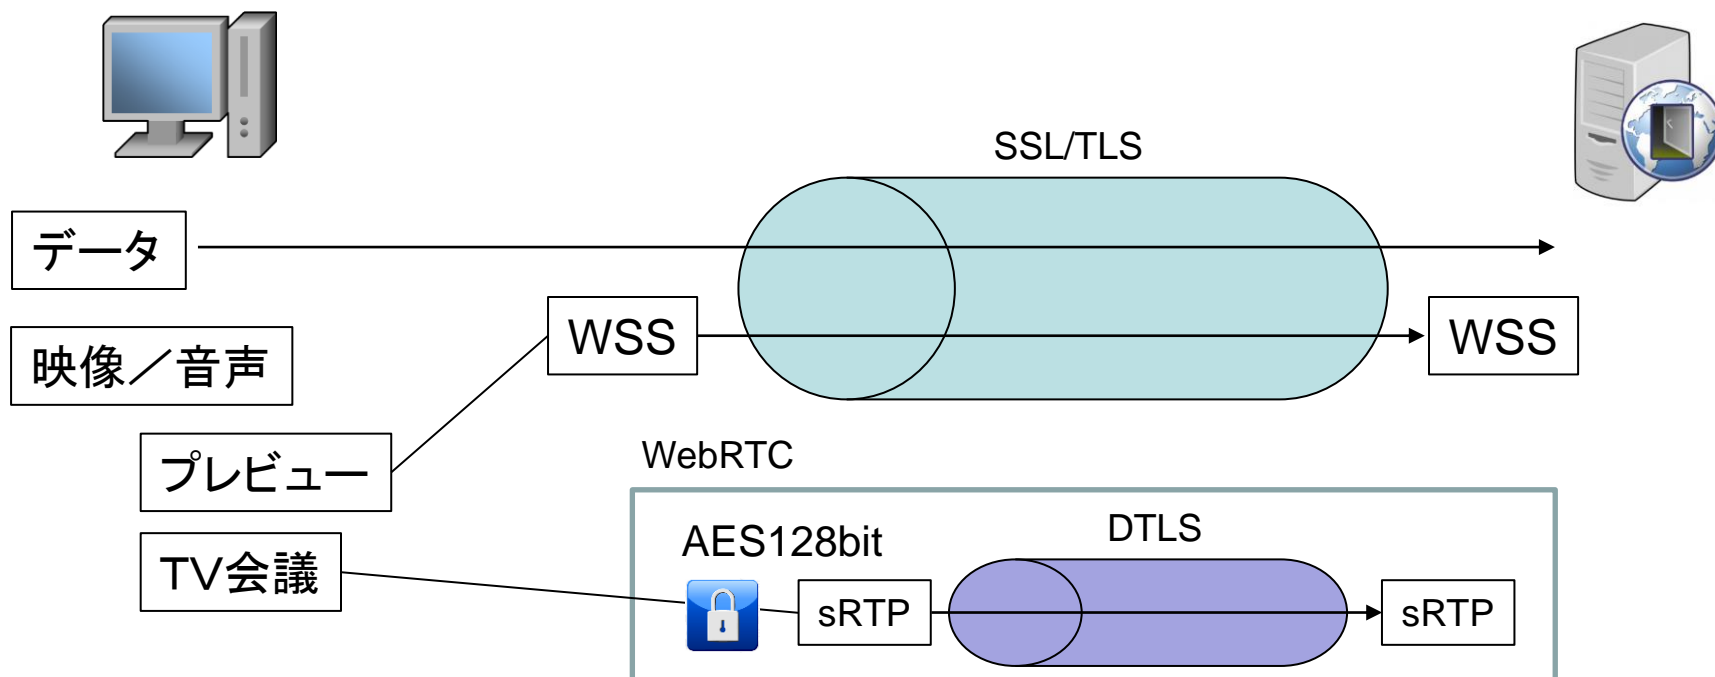 SSL/TLS
データ
WSS
WSS
映像／音声
プレビュー
WebRTC
AES128bit
DTLS
TV会議
sRTP
sRTP